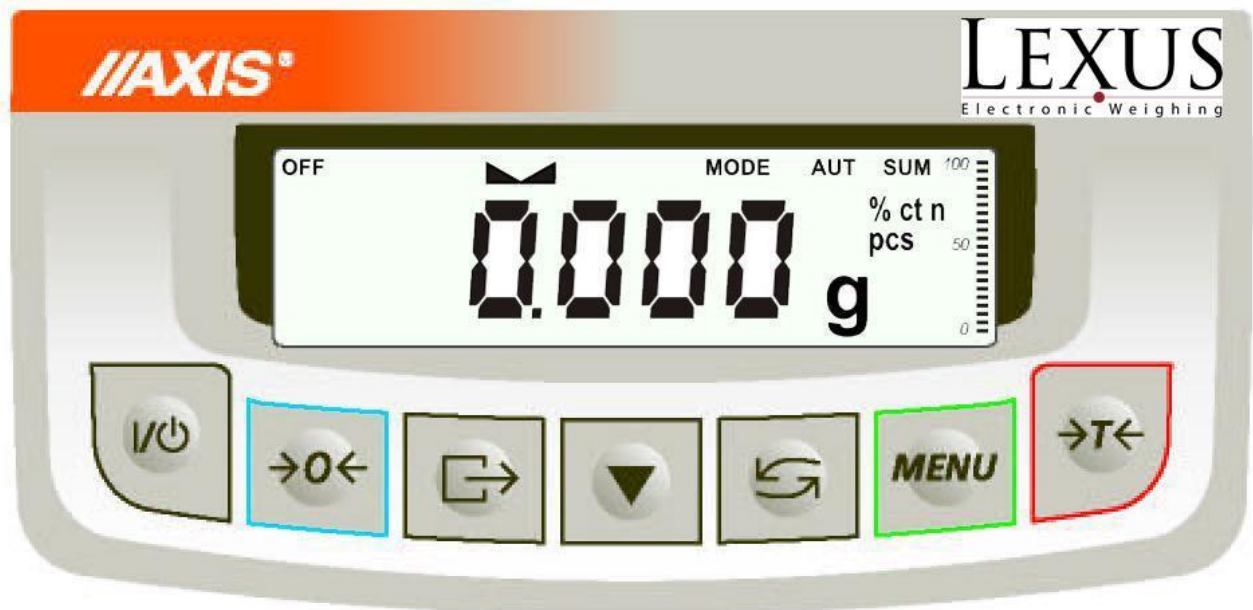 //AXIS®
LEXUS
Electronic Weighing
OFF MODE AUT SUM 100
% ct n
pcs 50
0.000 g
0
I/⏻
→0←
MENU
→T←